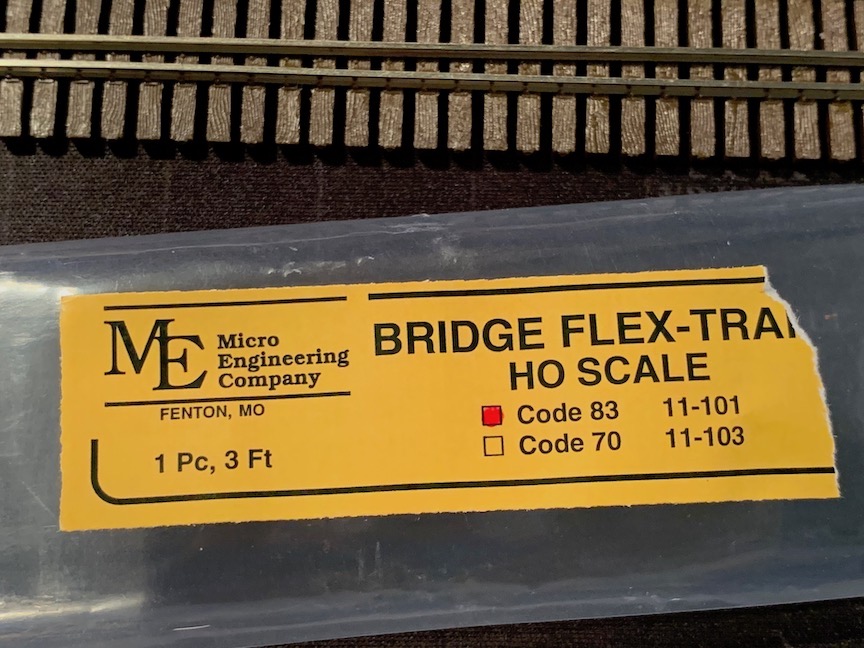 ME Micro
Engineering
Company
FENTON, MO
1 Pc, 3 Ft
BRIDGE FLEX-TRA
HO SCALE
Code 83 11-101
Code 70 11-103